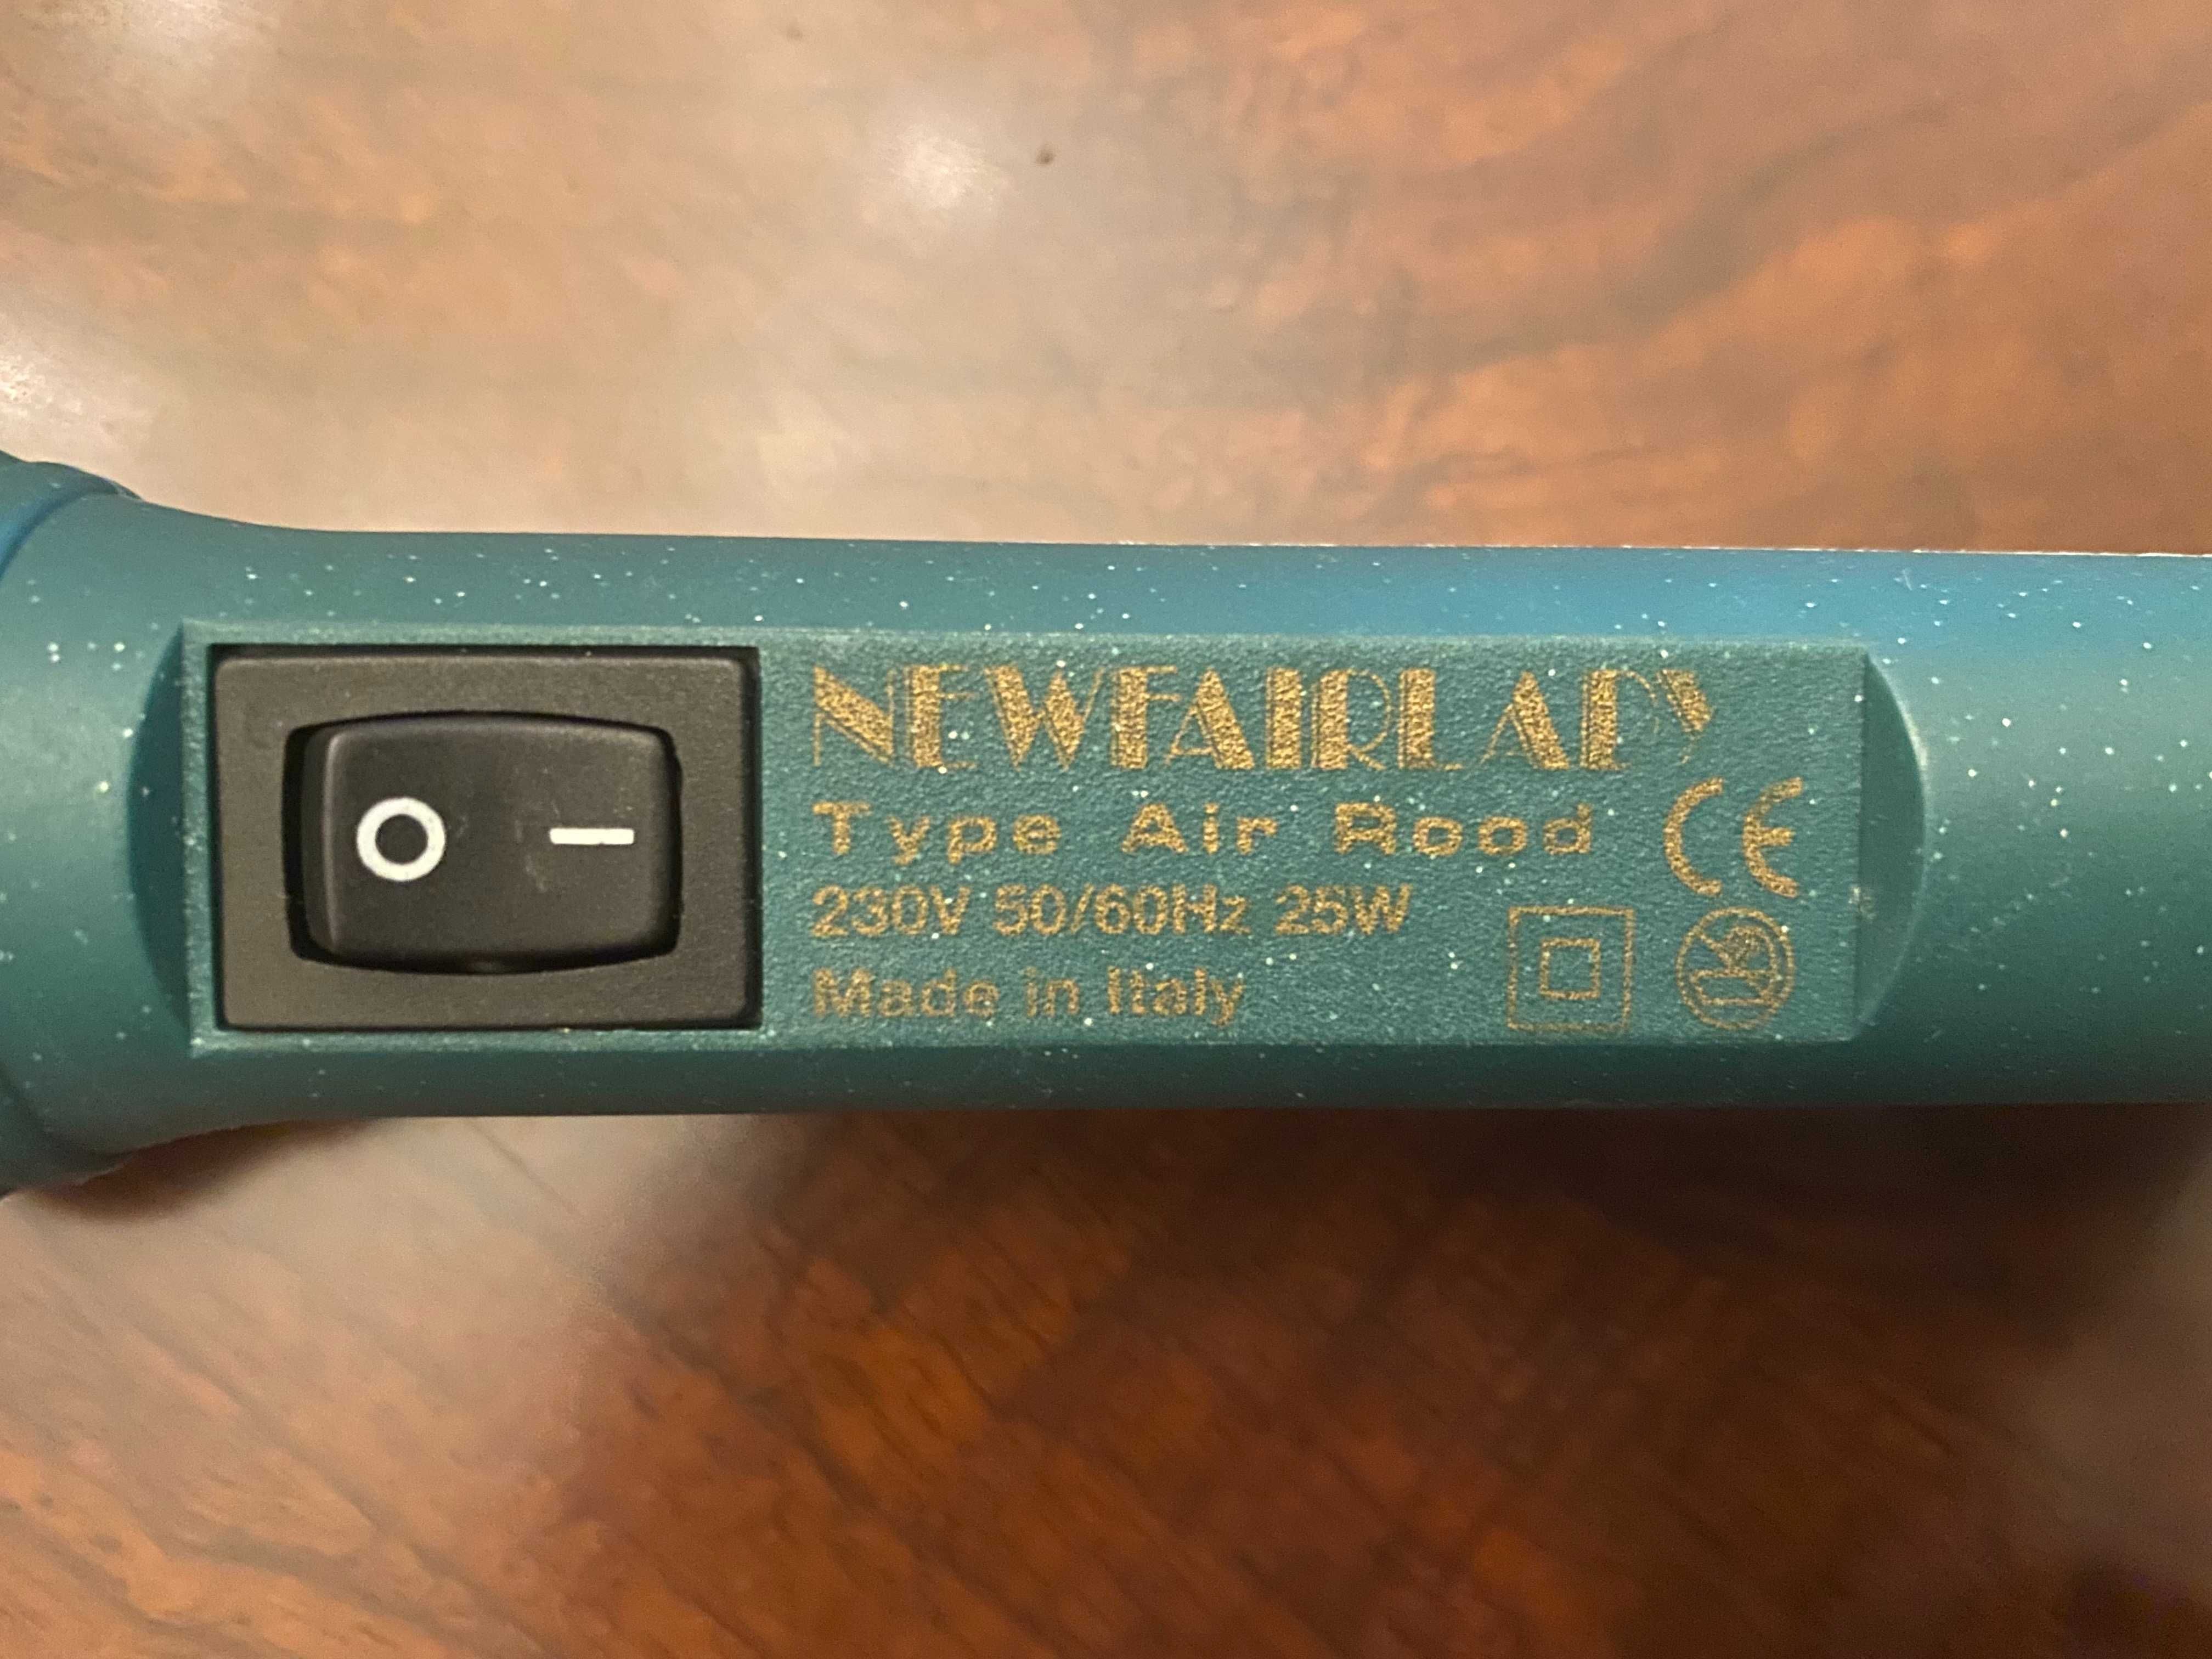 NEWFAIRLADY
Type Air Rood
230V 50/60Hz 25W
Made in Italy
CE